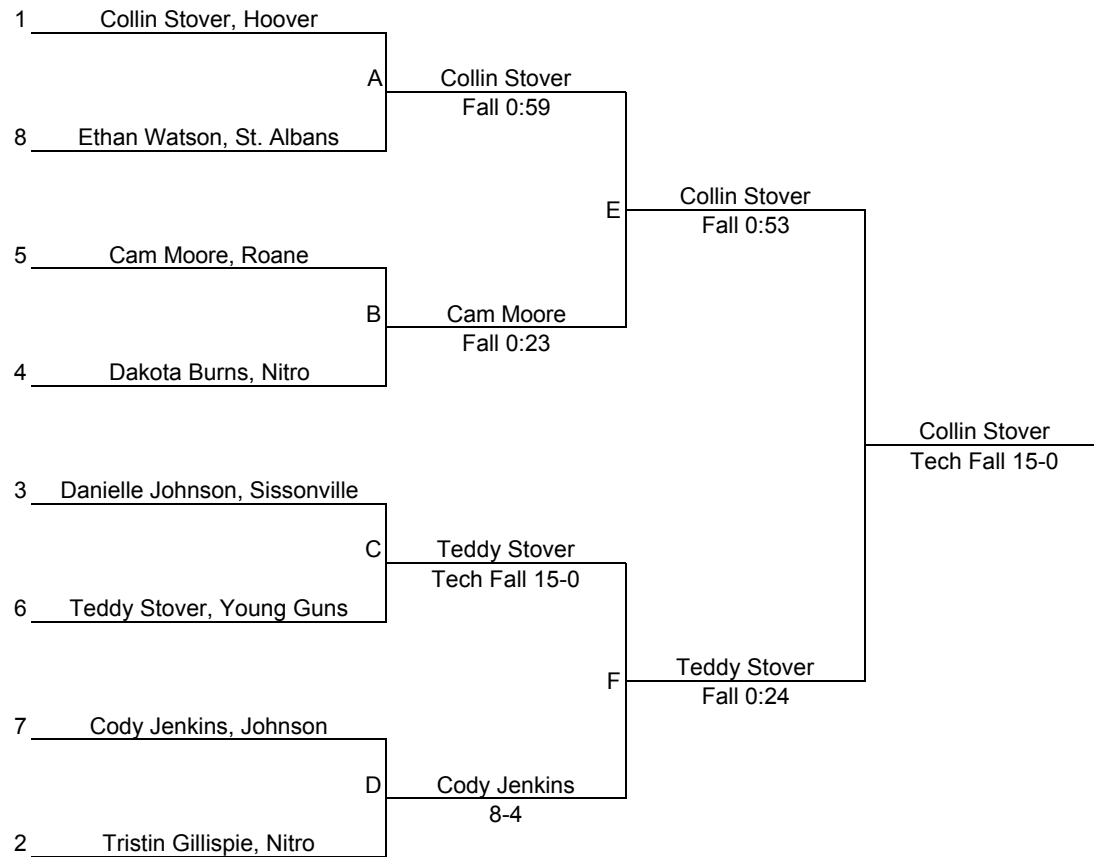 1 Collin Stover, Hoover
A Collin Stover
Fall 0:59
8 Ethan Watson, St. Albans
Collin Stover
E
Fall 0:53
5 Cam Moore, Roane
B Cam Moore
Fall 0:23
4 Dakota Burns, Nitro
Collin Stover
Tech Fall 15-0
3 Danielle Johnson, Sissonville
C Teddy Stover
Tech Fall 15-0
6 Teddy Stover, Young Guns
Teddy Stover
F
Fall 0:24
7 Cody Jenkins, Johnson
D Cody Jenkins
8-4
2 Tristin Gillispie, Nitro